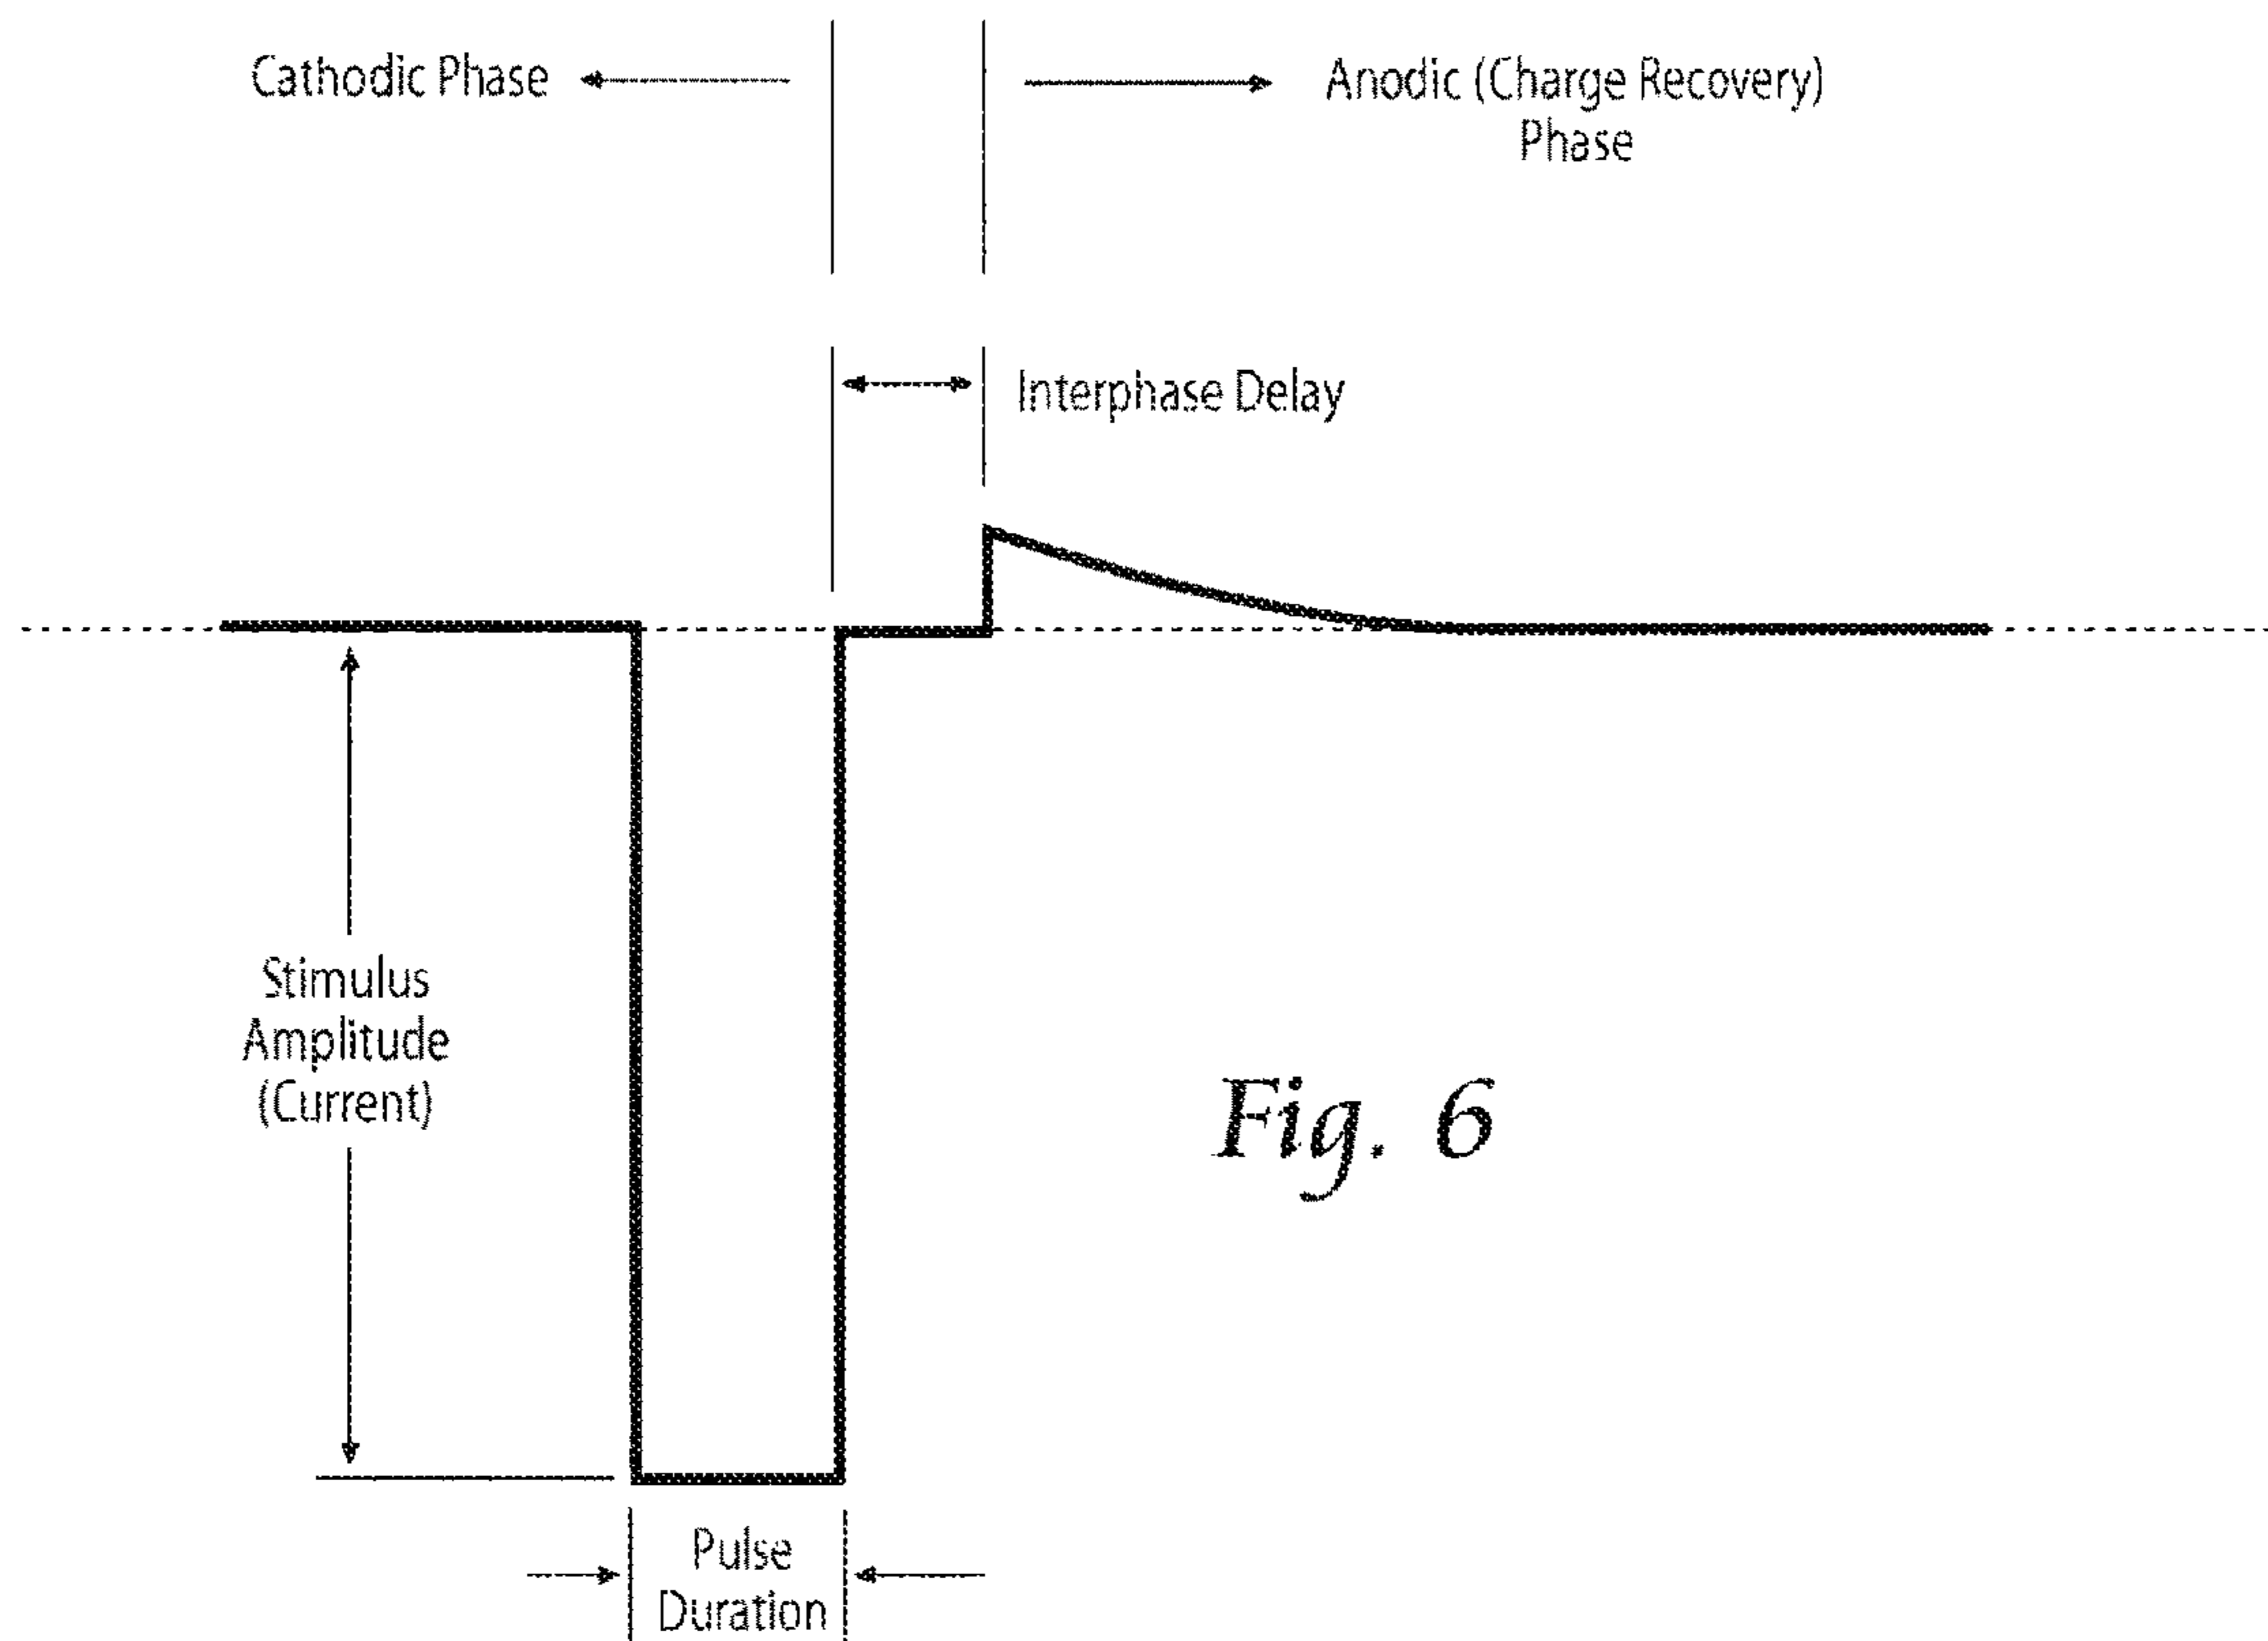 Cathodic Phase
Anodic (Charge Recovery)
Phase
Interphase Delay
Stimulus
Amplitude
(Current)
Fig. 6
Pulse
Duration